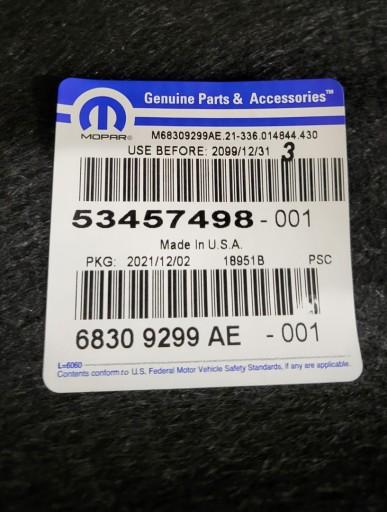 Genuine Parts & Accessories™
MOPAR®
M68309299AE.21-336.014844.430
USE BEFORE: 2099/12/31
3
53457498-001
Made In U.S.A.
PKG: 2021/12/02 18951B PSC
6830 9299 AE -001
L=6060
Contents conform to U.S. Federal Motor Vehicle Safety Standards, if any are applicable.